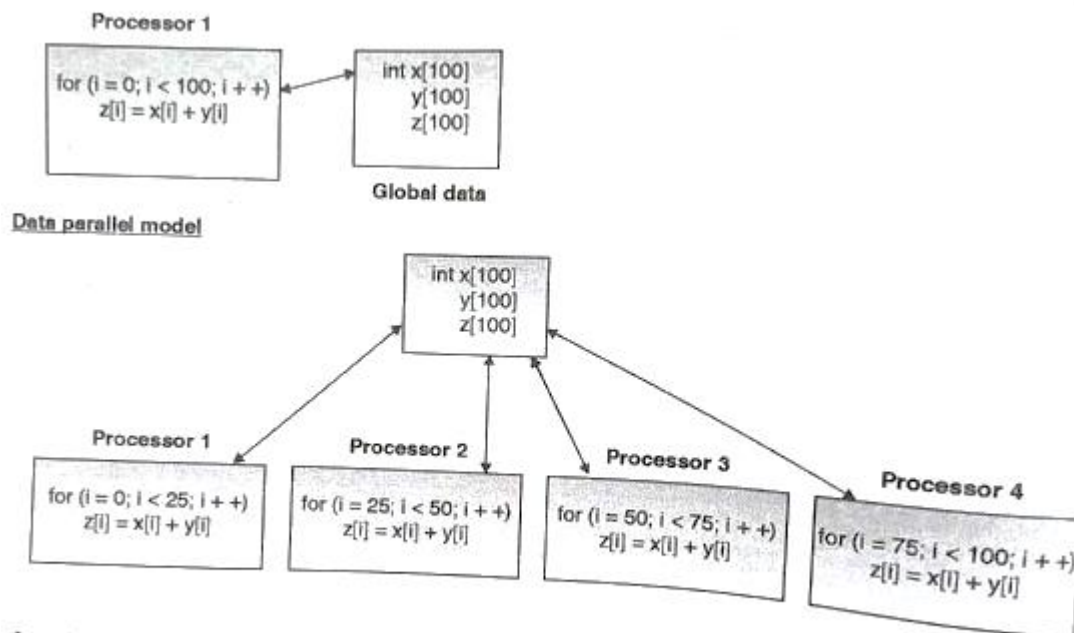 Processor 1
for (i = 0; i < 100; i + +)
z[i] = x[i] + y[i]
int x[100]
y[100]
z[100]
Global data
Data parallel model
int x[100]
y[100]
z[100]
Processor 1
for (i = 0; i < 25; i + +)
z[i] = x[i] + y[i]
Processor 2
for (i = 25; i < 50; i + +)
z[i] = x[i] + y[i]
Processor 3
for (i = 50; i < 75; i + +)
z[i] = x[i] + y[i]
Processor 4
for (i = 75; i < 100; i + +)
z[i] = x[i] + y[i]